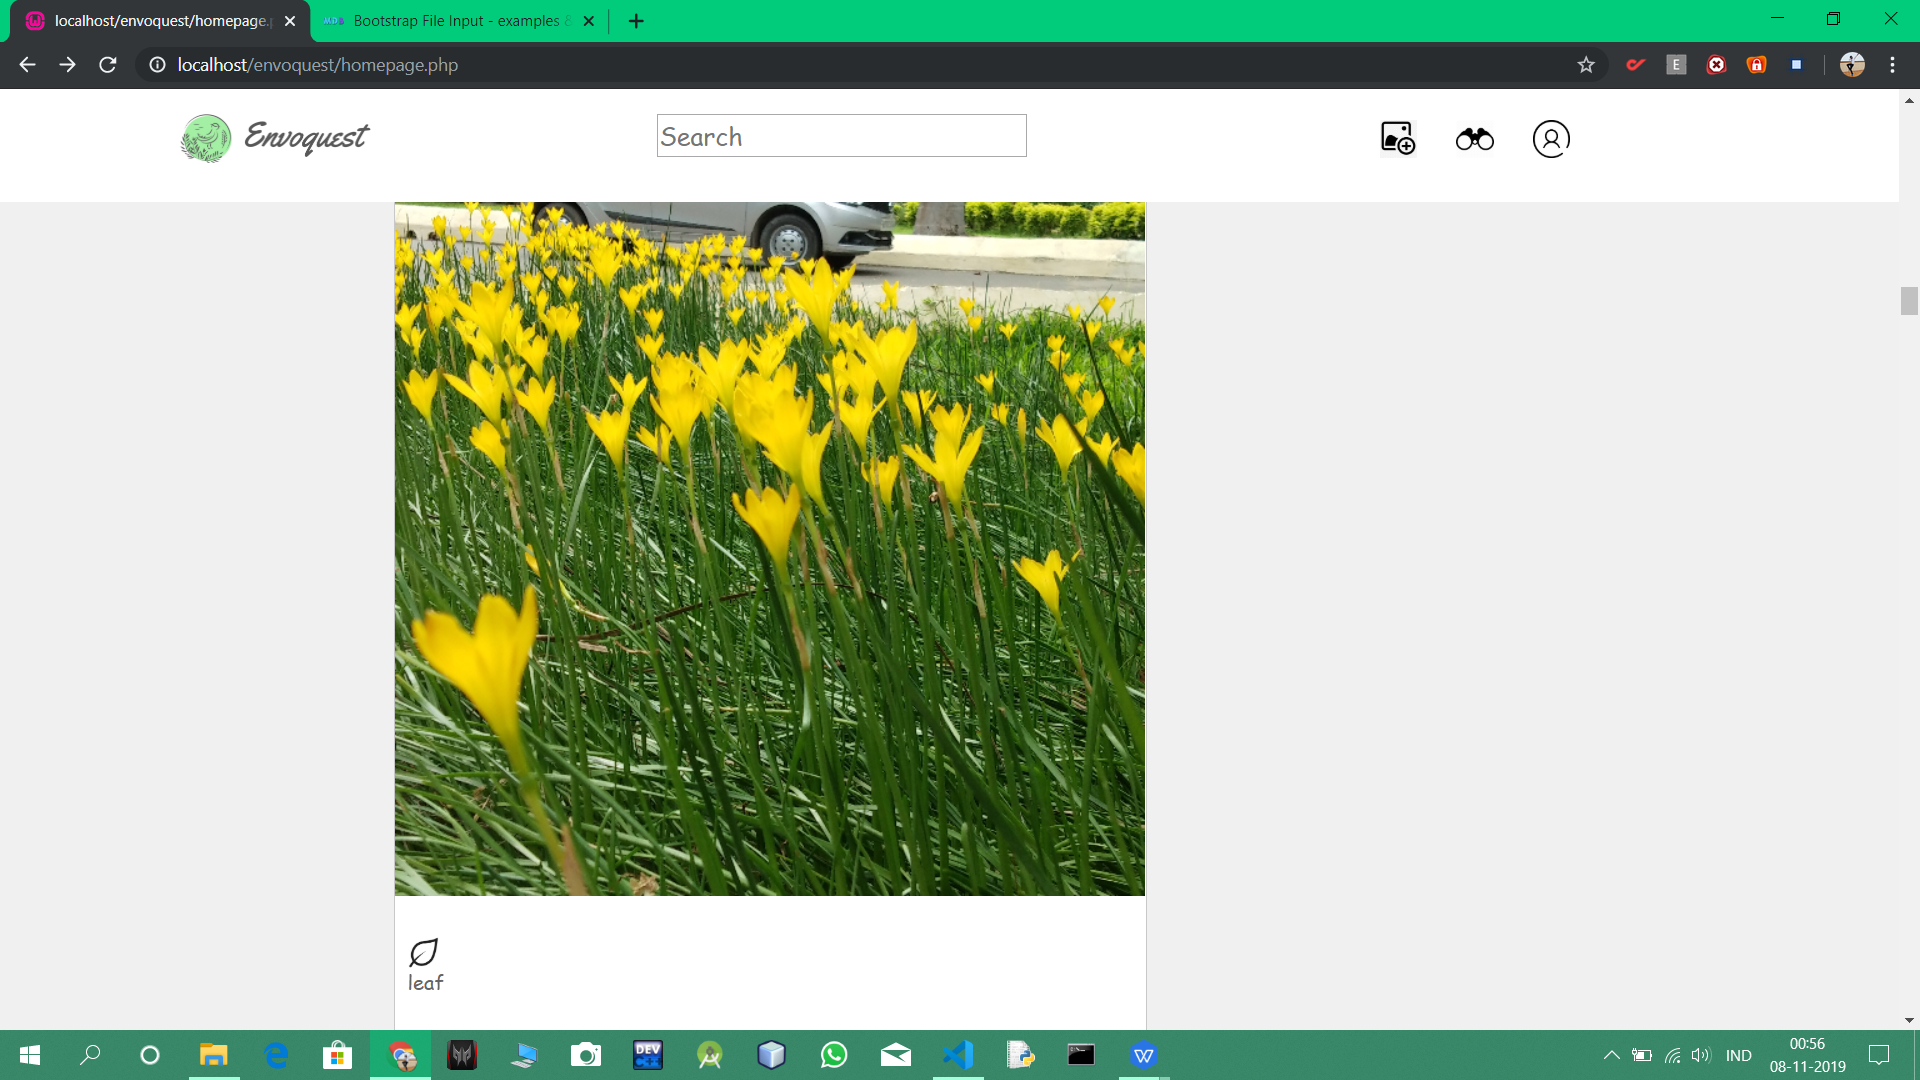 localhost/envoquest/homepage.p
Bootstrap File Input - examples &
localhost/envoquest/homepage.php
E
Envoquest
Search
leaf
DEV
W
IND
00:56
08-11-2019